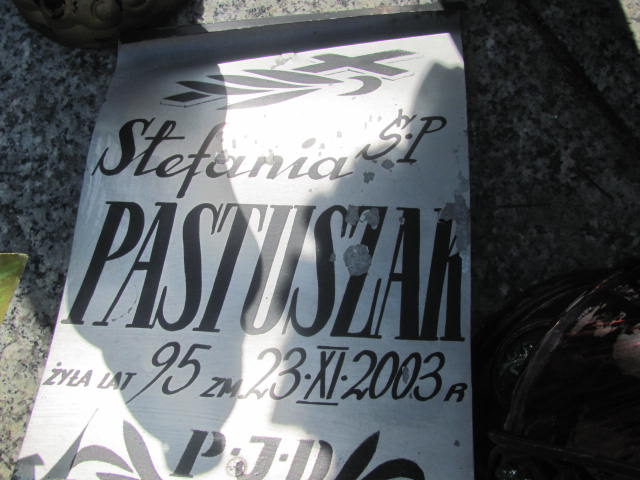 Ś.P
Stefania
PASTUSZAK
ŻYŁA LAT 95 ZM. 23·XI·2003 R
P·J·D